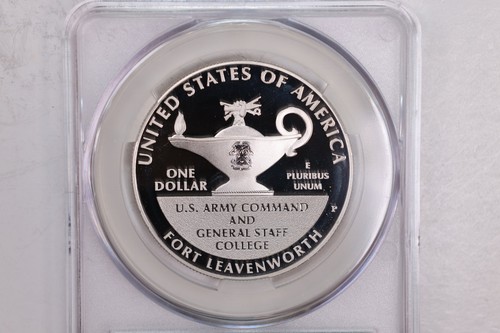 UNITED STATES OF AMERICA
ONE
DOLLAR
E
PLURIBUS
UNUM
P
U.S. ARMY COMMAND
AND
GENERAL STAFF
COLLEGE
FORT LEAVENWORTH